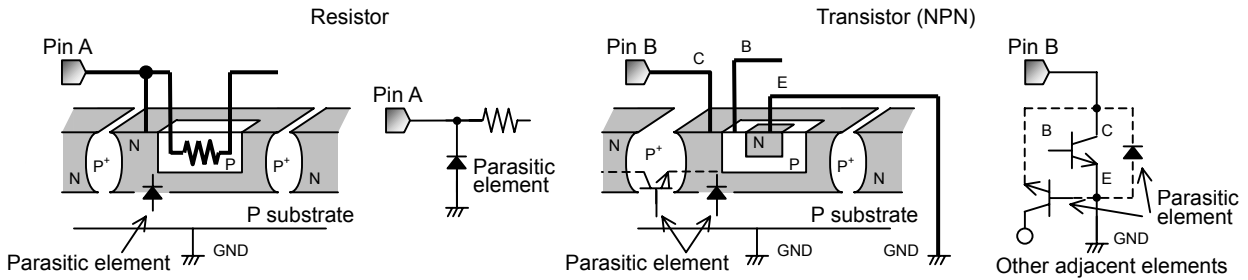 Resistor
Transistor (NPN)
Pin A
Pin A
N
P+
N
P
P+
N
Parasitic
element
P substrate
Parasitic element
GND
Pin B
C
B
E
N
P+
N
N
P
P+
N
P substrate
Parasitic element
GND
GND
Pin B
B
C
E
Parasitic
element
GND
Other adjacent elements